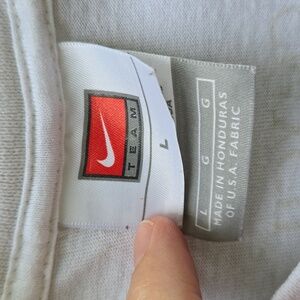 TEAM
L
L G G
MADE IN HONDURAS
OF U.S.A. FABRIC